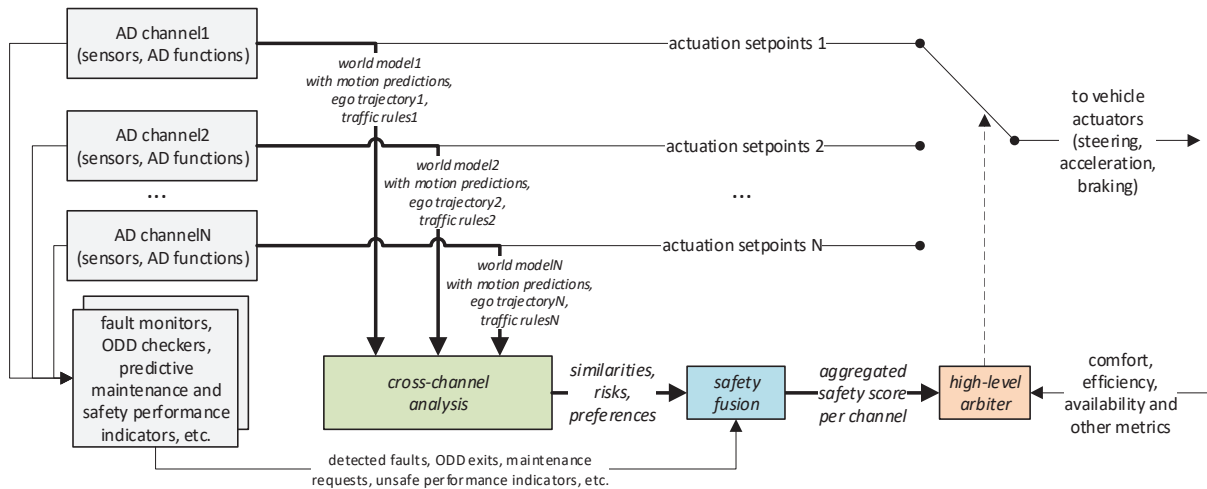 AD channel1
(sensors, AD functions)
actuation setpoints 1
world model1
with motion predictions,
ego trajectory1,
traffic rules1
to vehicle
actuators
(steering,
acceleration,
braking)
AD channel2
(sensors, AD functions)
actuation setpoints 2
world model2
with motion predictions,
ego trajectory2,
traffic rules2
...
...
AD channelN
(sensors, AD functions)
actuation setpoints N
world modelN
with motion predictions,
ego trajectoryN,
traffic rulesN
fault monitors,
ODD checkers,
predictive
maintenance and
safety performance
indicators, etc.
cross-channel
analysis
similarities,
risks,
preferences
safety
fusion
aggregated
safety score
per channel
high-level
arbiter
comfort,
efficiency,
availability and
other metrics
detected faults, ODD exits, maintenance
requests, unsafe performance indicators, etc.